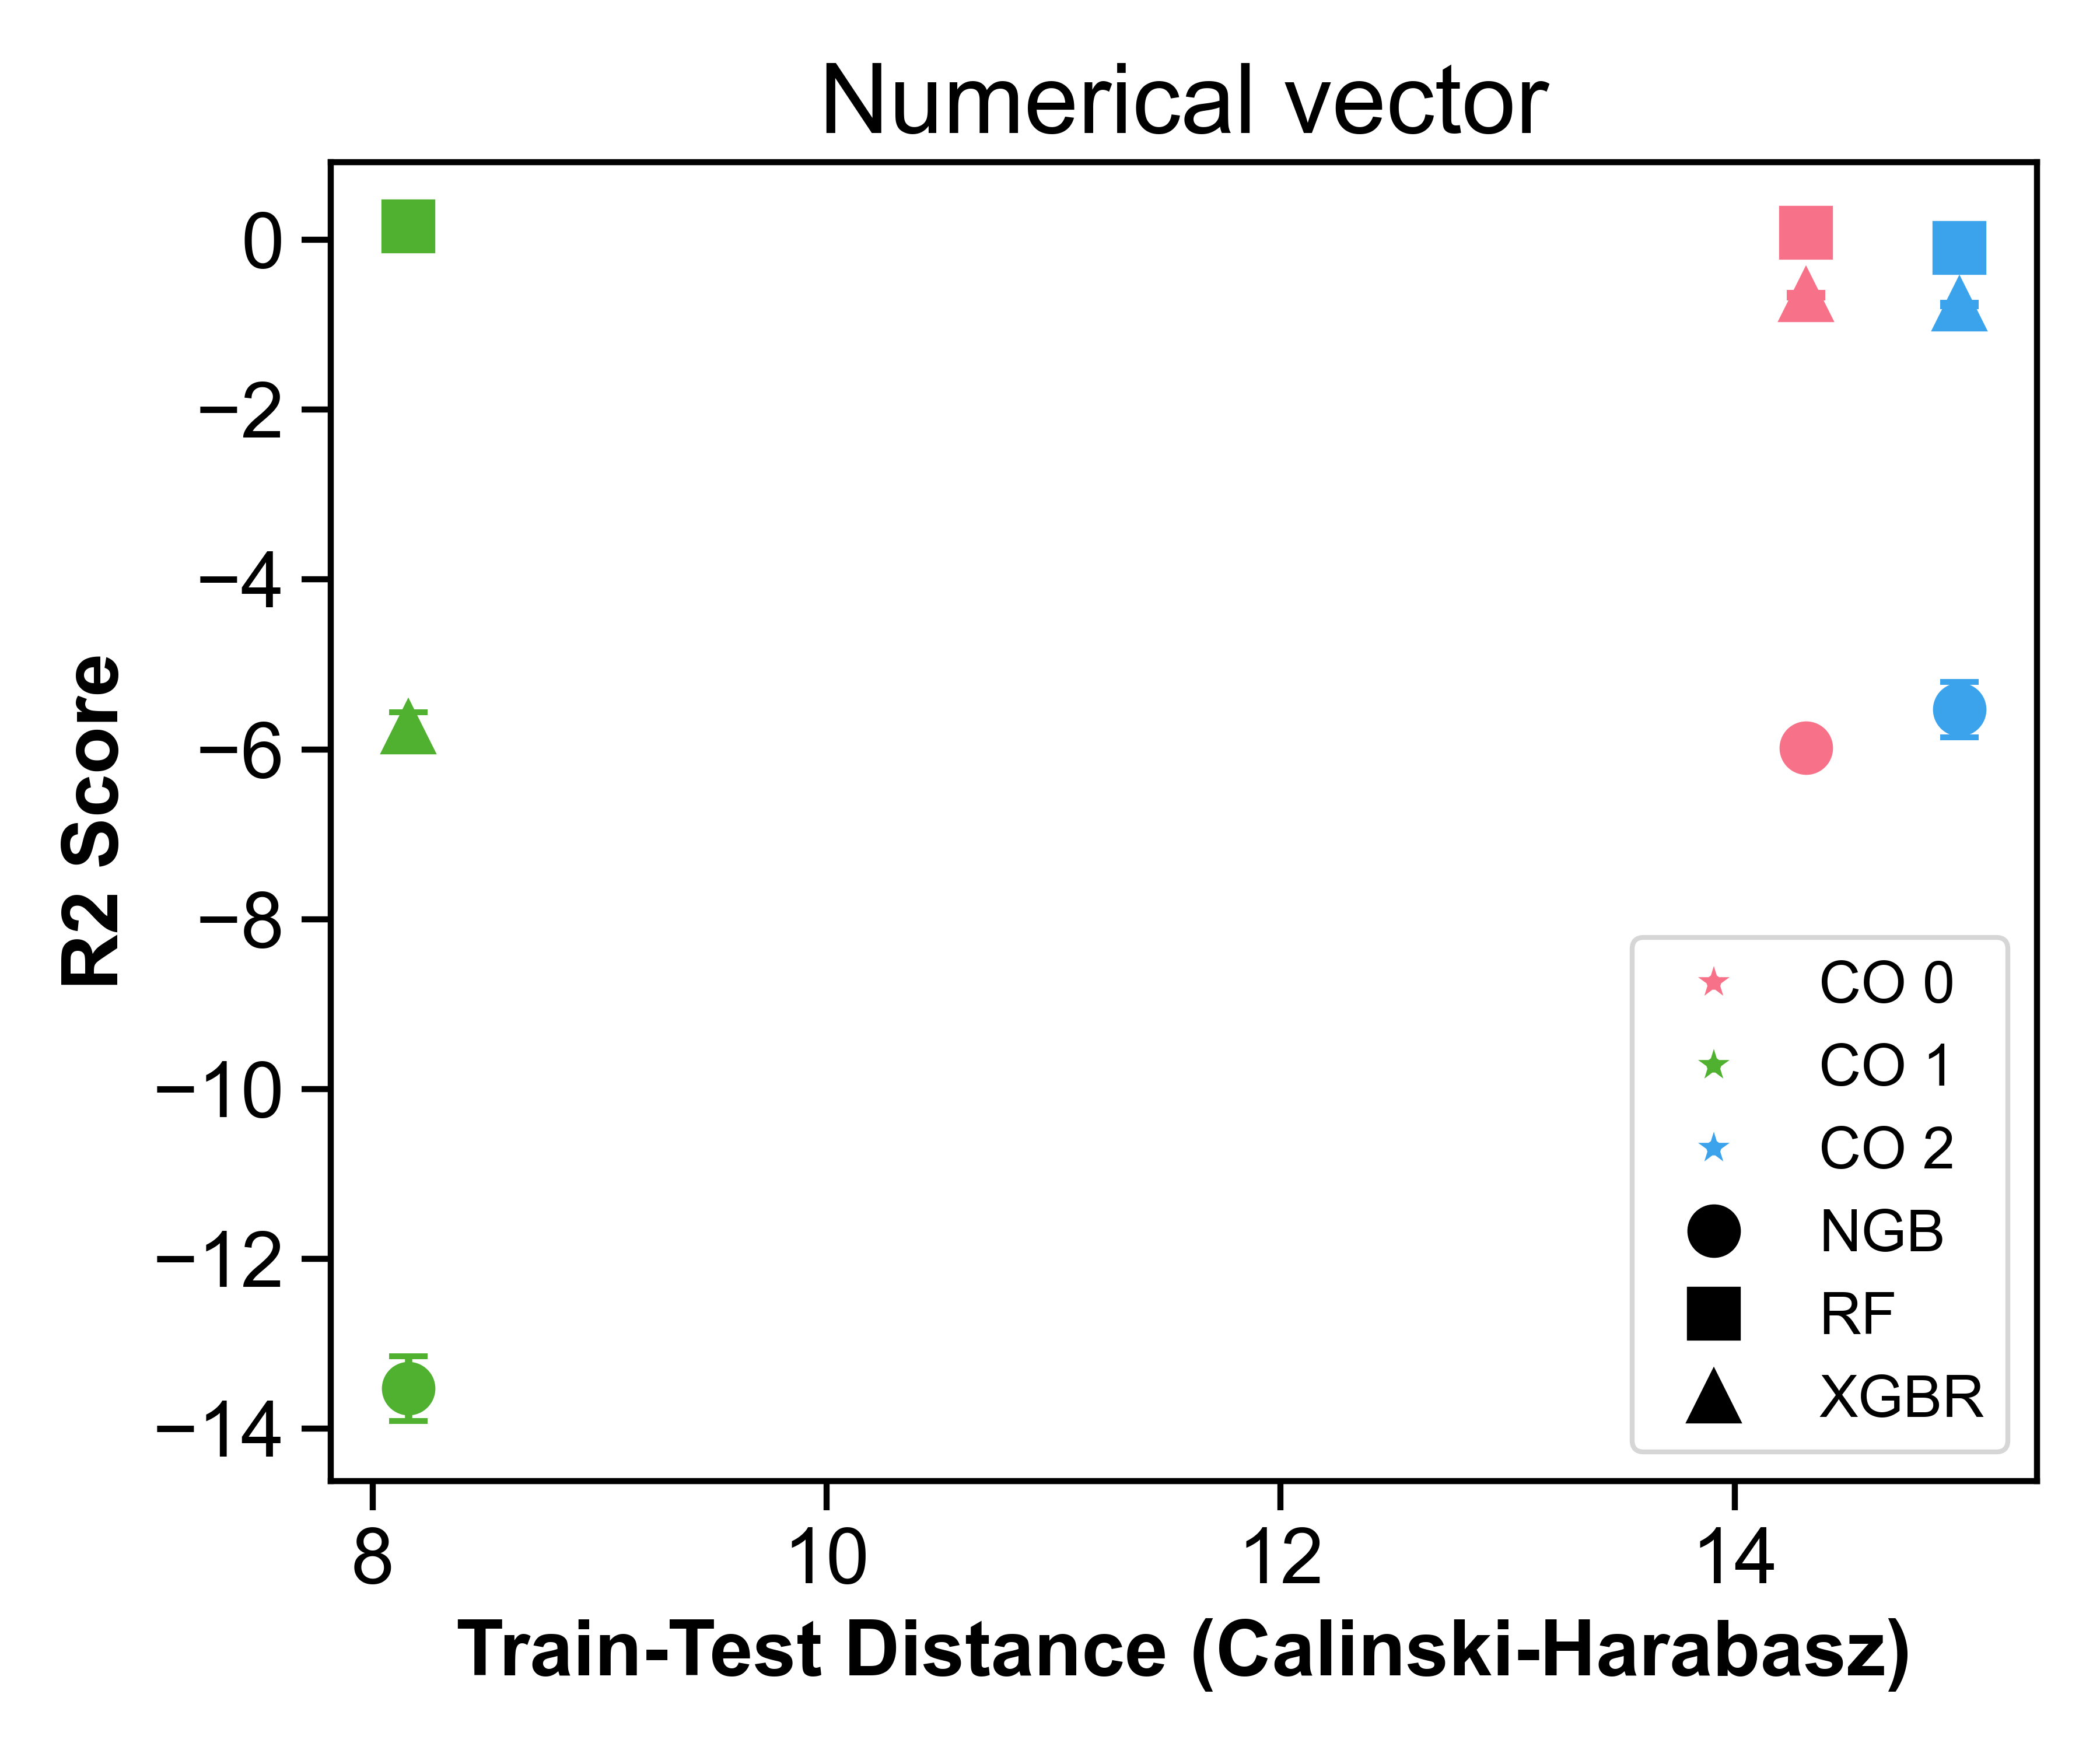 Numerical vector
R2 Score
0
−2
−4
−6
−8
−10
−12
−14
CO 0
CO 1
CO 2
NGB
RF
XGBR
8 10 12 14
Train-Test Distance (Calinski-Harabasz)